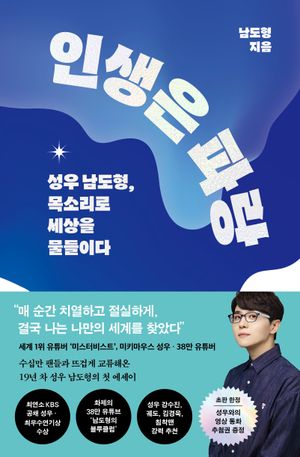 남도형
지음
인생은 파랑
성우 남도형,
목소리로
세상을
물들이다
“매 순간 치열하고 절실하게,
결국 나는 나만의 세계를 찾았다”
세계 1위 유튜버 ‘미스터비스트’, 미키마우스 성우 · 38만 유튜버
수십만 팬들과 뜨겁게 교류해온
19년 차 성우 남도형의 첫 에세이
최연소 KBS
공채 성우 ·
최우수연기상
수상
화제의
38만 유튜브
“남도형의
블루클럽”
성우 강수진,
궤도, 김경욱,
침착맨
강력 추천
초판 한정
성우와의
영상 통화
추첨권 증정